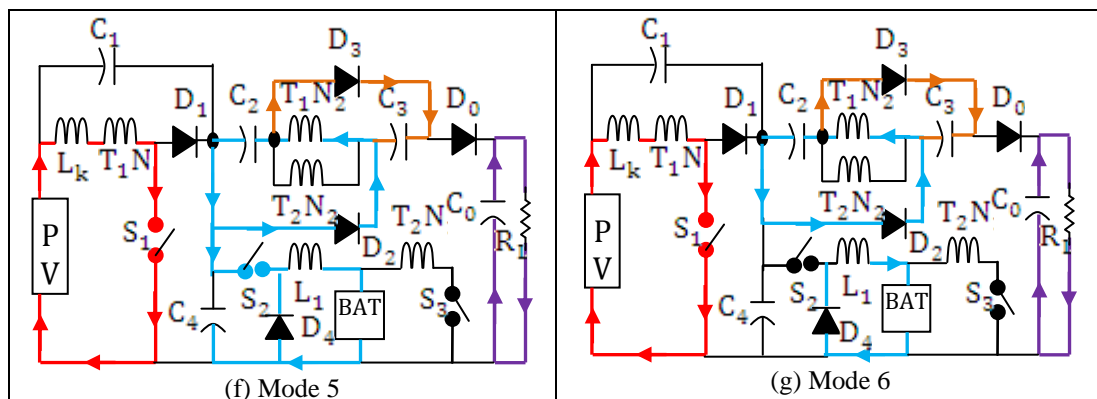 C1
D3
D1
C2
T1N2
C3
D0
Lk
T1N
T2N2
T2N
C0
P
V
S1
D2
RL
S2
L1
S3
C4
D4
BAT
(f) Mode 5
C1
D3
D1
C2
T1N2
C3
D0
Lk
T1N
T2N2
T2N
C0
P
V
S1
D2
RL
S2
L1
S3
C4
D4
BAT
(g) Mode 6